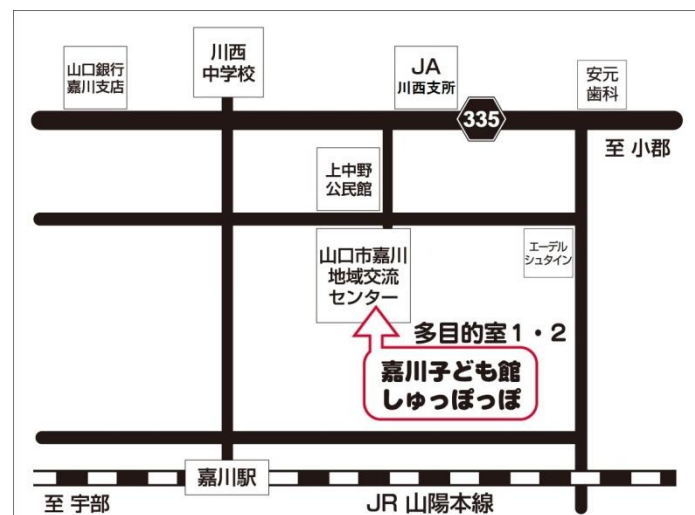 山口銀行
嘉川支店
川西
中学校
JA
川西支所
安元
歯科
335
至 小郡
上中野
公民館
山口市嘉川
地域交流
センター
エーデル
シュタイン
多目的室1・2
嘉川子ども館
しゅっぽっぽ
嘉川駅
至 宇部
JR 山陽本線